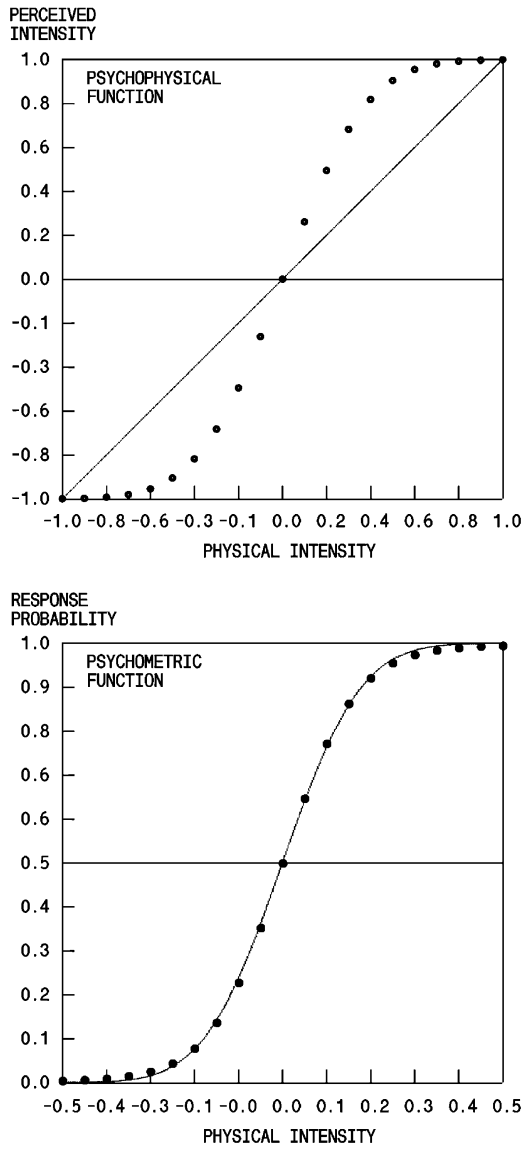 PERCEIVED
INTENSITY
PSYCHOPHYSICAL
FUNCTION
1.0
0.8
0.6
0.4
0.2
0.0
-0.1
-0.3
-0.6
-0.8
-1.0
-1.0 -0.8 -0.6 -0.3 -0.1 0.0 0.2 0.4 0.6 0.8 1.0
PHYSICAL INTENSITY
RESPONSE
PROBABILITY
PSYCHOMETRIC
FUNCTION
1.0
0.9
0.8
0.6
0.6
0.5
0.4
0.3
0.2
0.1
0.0
-0.5 -0.4 -0.3 -0.1 -0.0 0.0 0.1 0.2 0.3 0.4 0.5
PHYSICAL INTENSITY